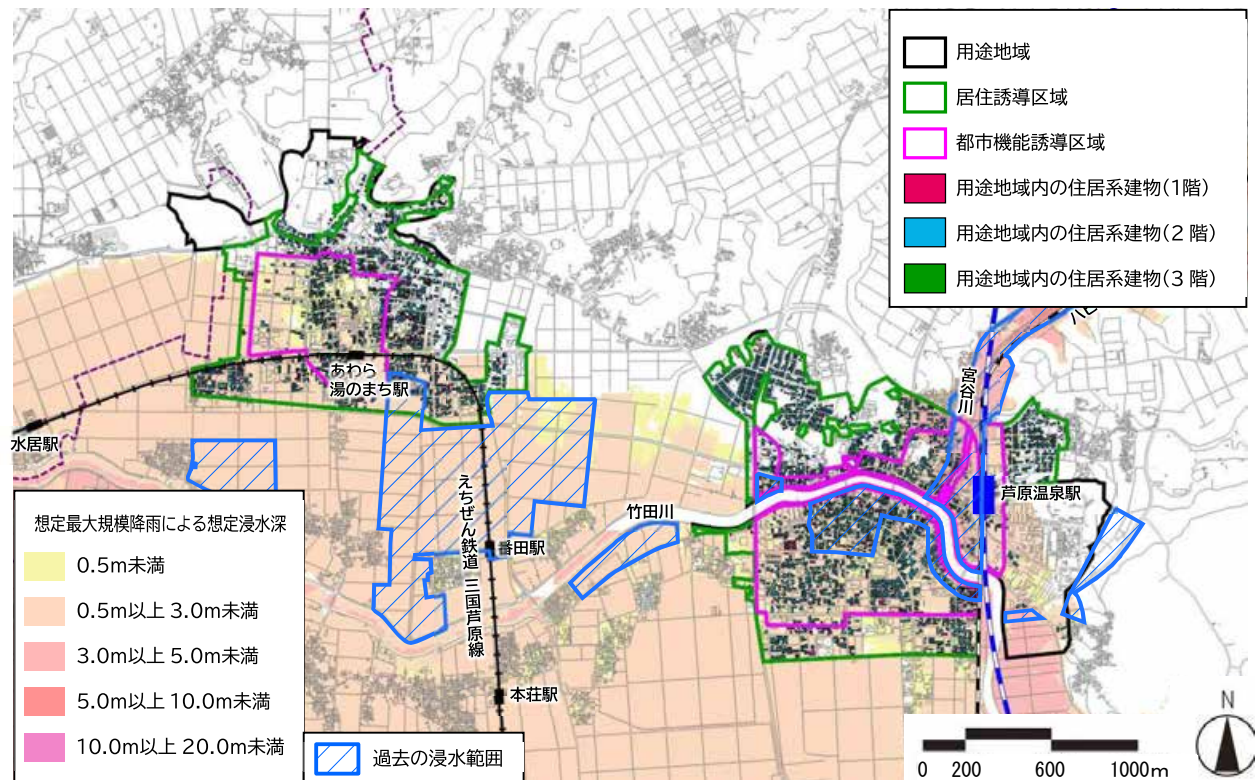 用途地域
居住誘導区域
都市機能誘導区域
用途地域内の住居系建物(1階)
用途地域内の住居系建物(2階)
用途地域内の住居系建物(3階)
宮谷川
あわら
湯のまち駅
水居駅
芦原温泉駅
えちぜん鉄道 三国芦原線
竹田川
番田駅
本荘駅
想定最大規模降雨による想定浸水深
0.5m未満
0.5m以上 3.0m未満
3.0m以上 5.0m未満
5.0m以上 10.0m未満
10.0m以上 20.0m未満
過去の浸水範囲
N
0 200 600 1000m